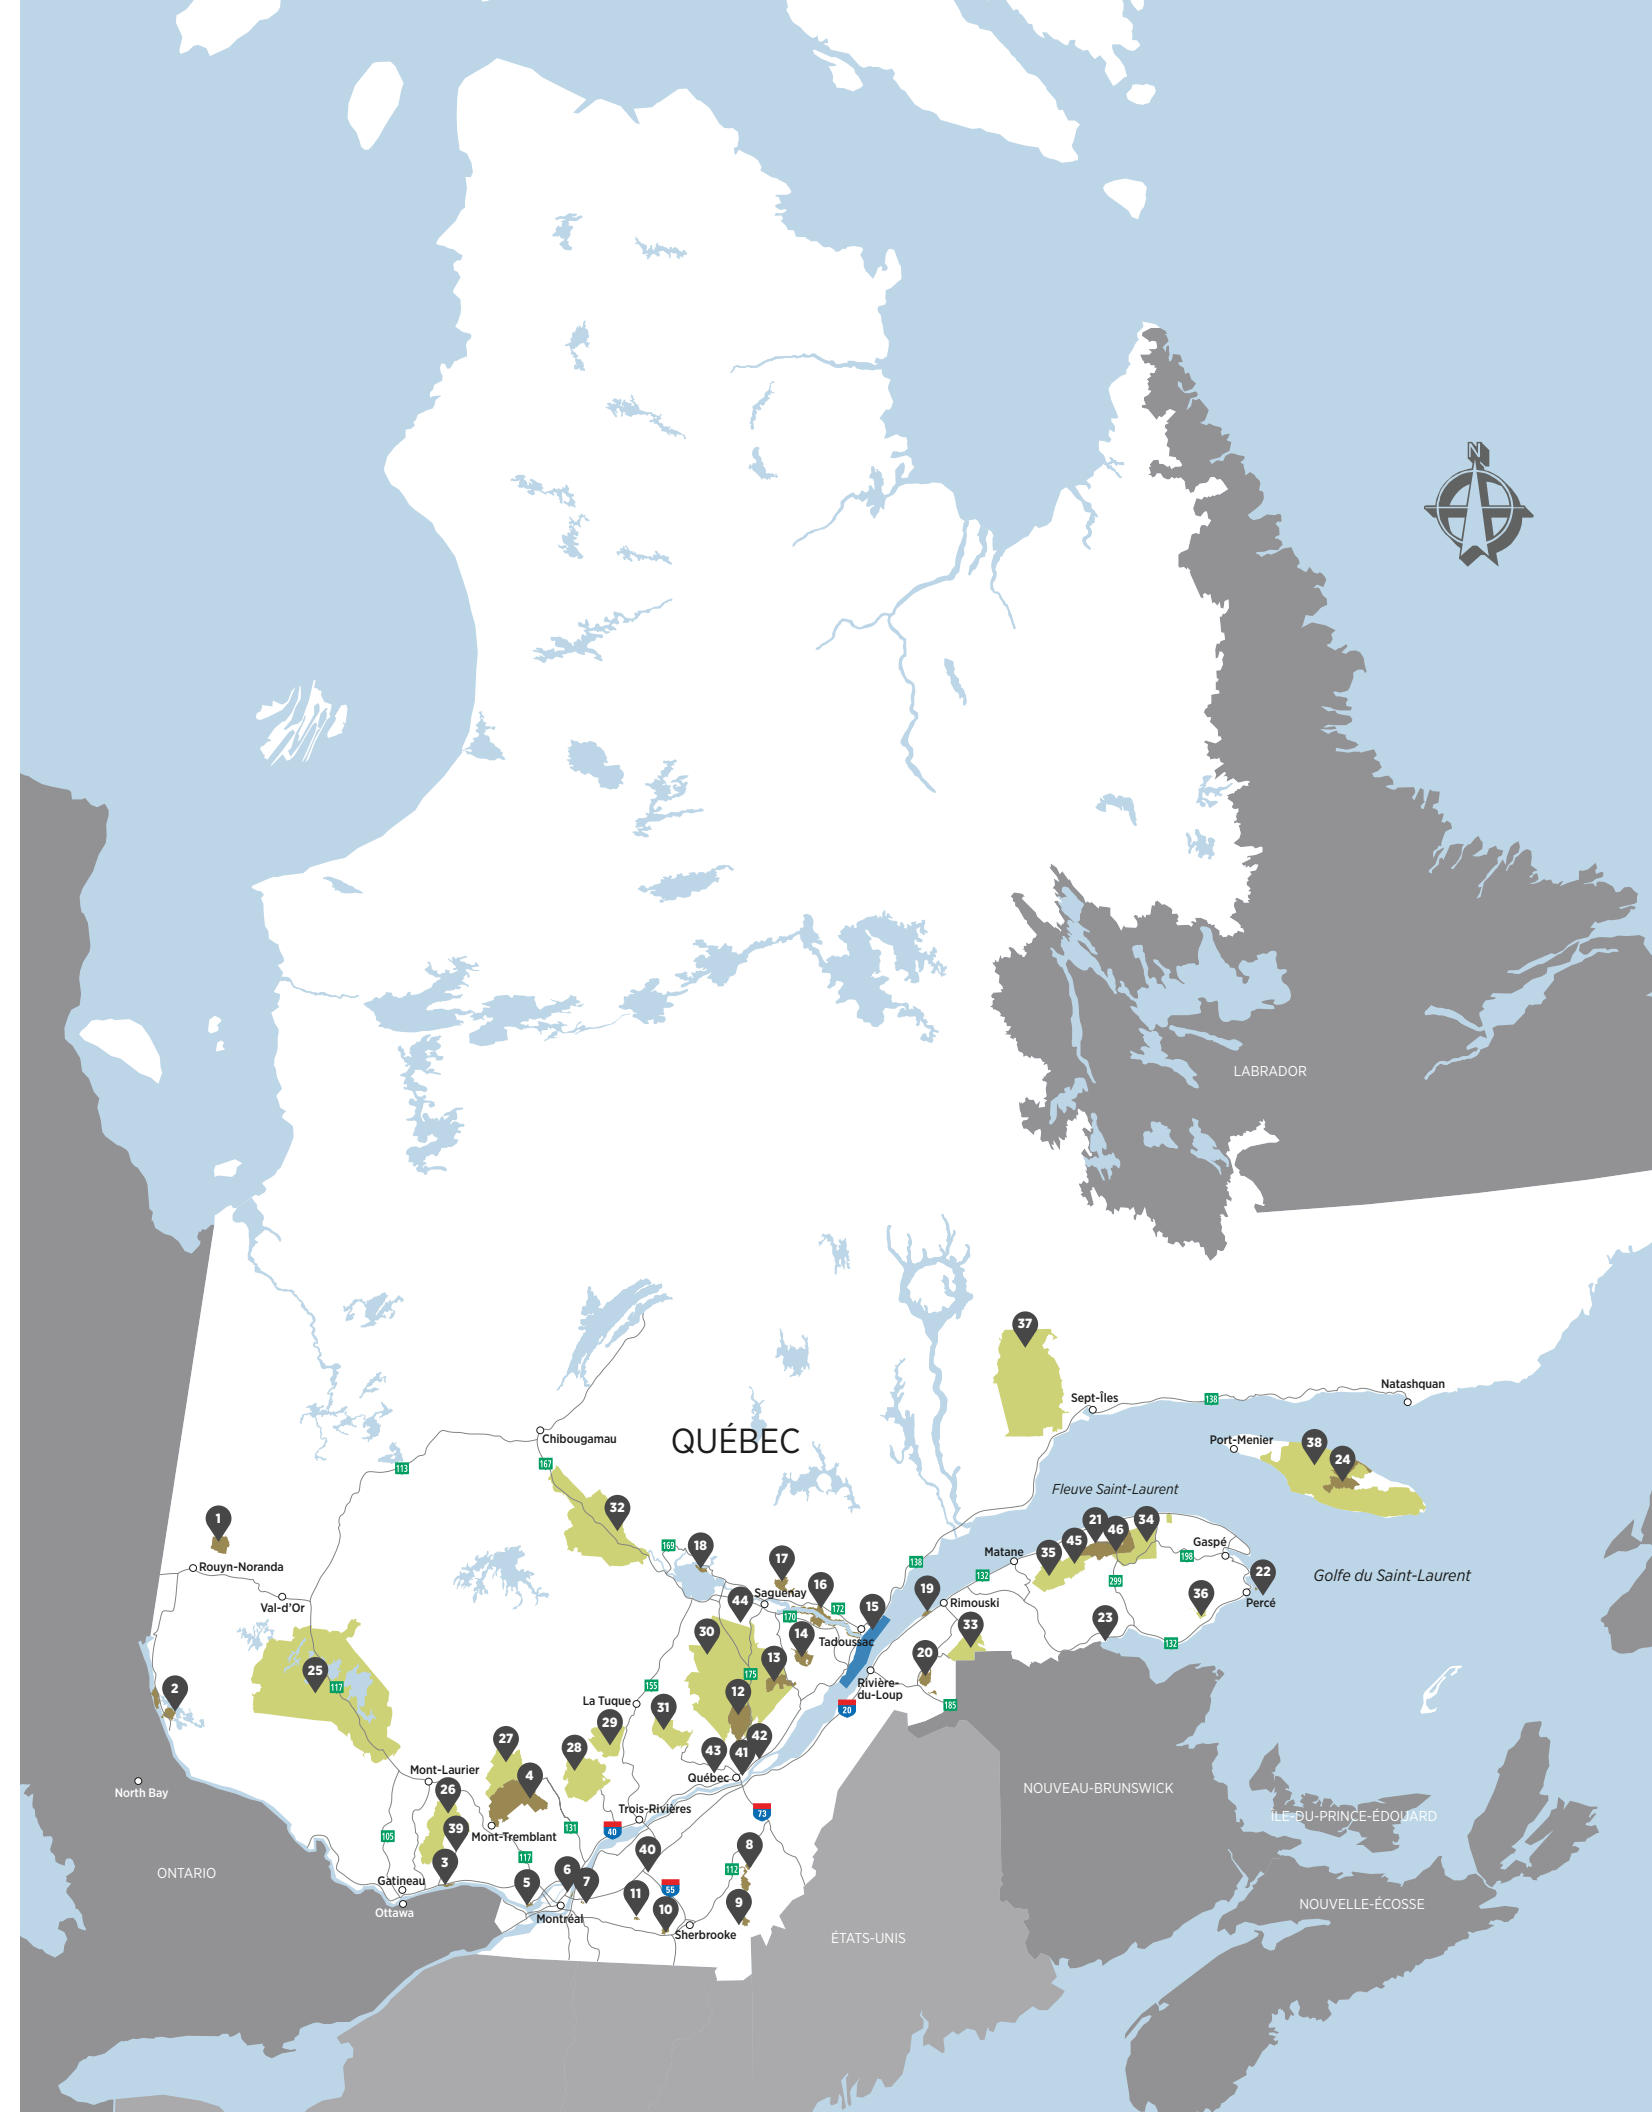 N
LABRADOR
37
Natashquan
Sept-Îles
138
QUÉBEC
Chibougamau
Port-Menier
38
24
167
113
Fleuve Saint-Laurent
32
1
21
46
34
45
35
Gaspé
198
Matane
169
18
17
138
Rouyn-Noranda
132
299
22
Golfe du Saint-Laurent
Percé
Saguenay
16
19
36
Val-d'Or
44
172
170
15
Rimouski
23
33
30
14
Tadoussac
132
20
13
25
117
175
Rivière-
du-Loup
2
155
12
La Tuque
31
20
185
29
42
27
28
43
41
Mont-Laurier
4
Québec
North Bay
26
NOUVEAU-BRUNSWICK
Trois-Rivières
73
ÎLE-DU-PRINCE-ÉDOUARD
39
105
131
40
Mont-Tremblant
8
40
117
3
6
112
ONTARIO
Gatineau
5
7
55
11
9
NOUVELLE-ÉCOSSE
Ottawa
10
Montréal
Sherbrooke
ÉTATS-UNIS